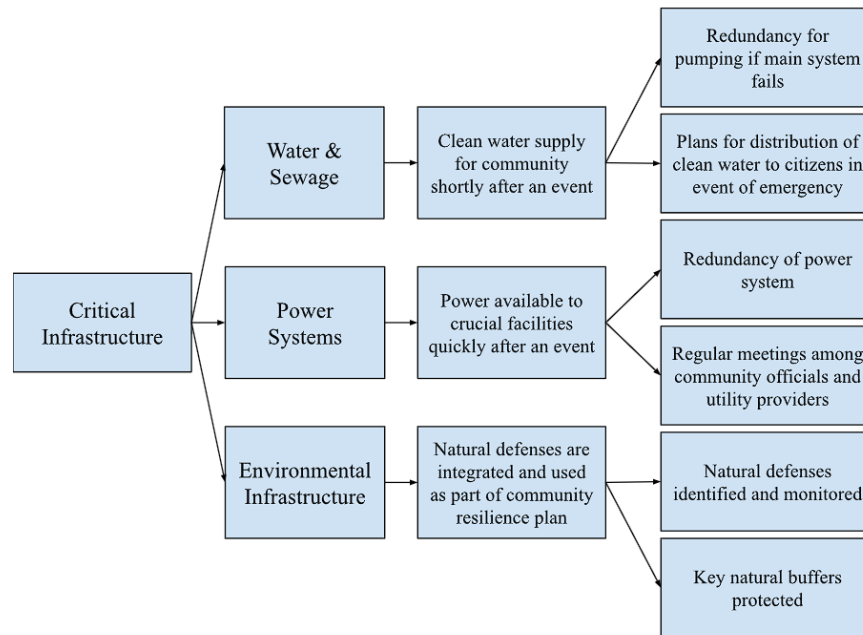 Critical
Infrastructure
Water &
Sewage
Clean water supply
for community
shortly after an event
Redundancy for
pumping if main system
fails
Plans for distribution of
clean water to citizens in
event of emergency
Power
Systems
Power available to
crucial facilities
quickly after an event
Redundancy of power
system
Regular meetings among
community officials and
utility providers
Environmental
Infrastructure
Natural defenses are
integrated and used
as part of community
resilience plan
Natural defenses
identified and monitored
Key natural buffers
protected